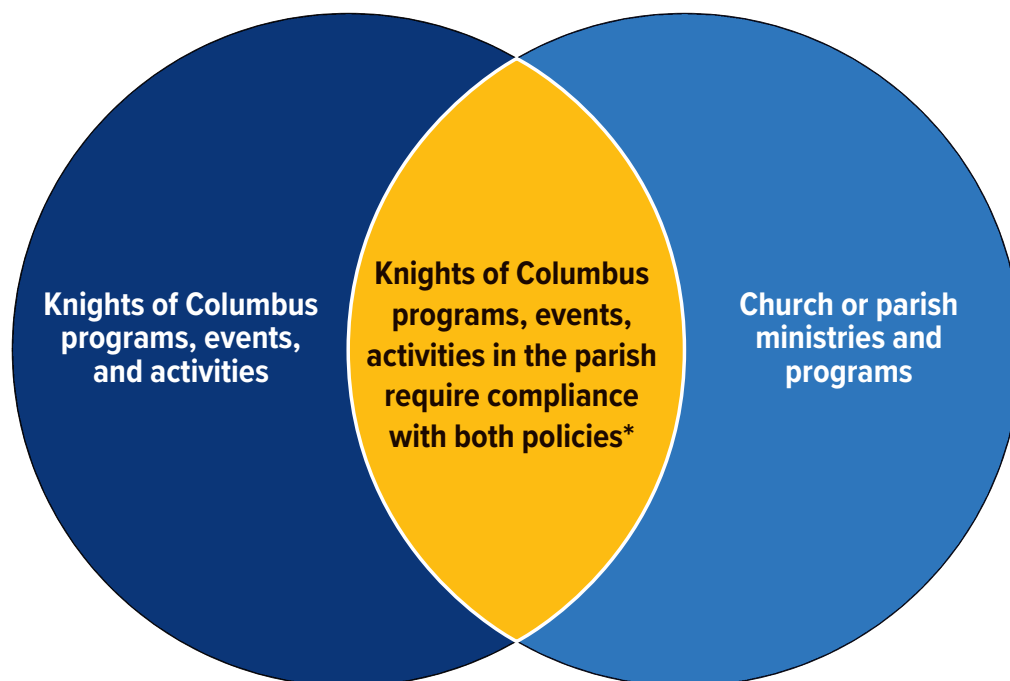 Knights of Columbus
programs, events,
and activities
Knights of Columbus
programs, events,
activities in the parish
require compliance
with both policies*
Church or parish
ministries and
programs